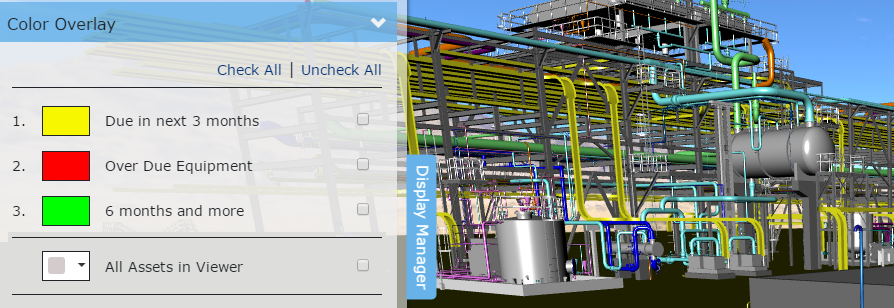 Color Overlay
Check All | Uncheck All
1. Due in next 3 months
2. Over Due Equipment
3. 6 months and more
All Assets in Viewer
Display Manager